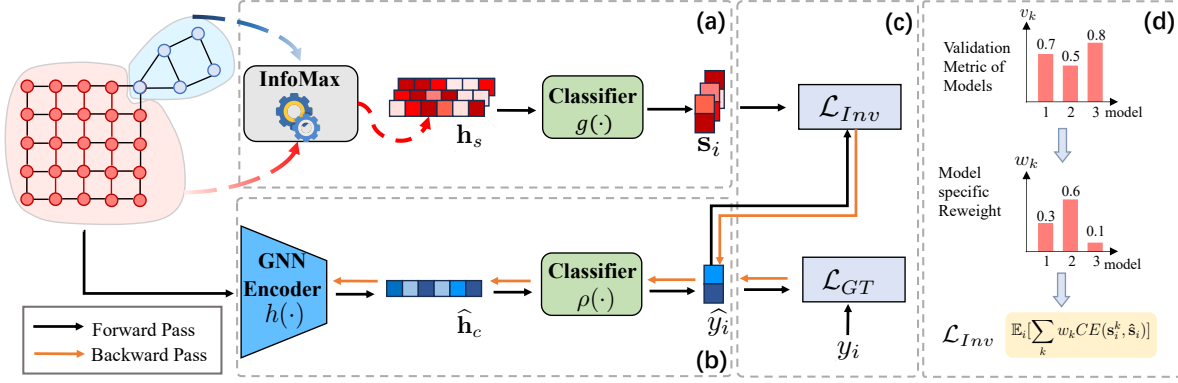 (a)
InfoMax
h_s
Classifier
g(·)
s_i
(b)
GNN
Encoder
h(·)
ĥ_c
Classifier
ρ(·)
ŷ_i
Forward Pass
Backward Pass
(c)
ℒ_Inv
ℒ_GT
y_i
(d)
v_k
Validation
Metric of
Models
0.7 0.5 0.8
1 2 3 model
w_k
Model
specific
Reweight
0.3 0.6 0.1
1 2 3 model
ℒ_Inv 𝔼_i[∑_k w_k CE(s_i^k, ŝ_i)]